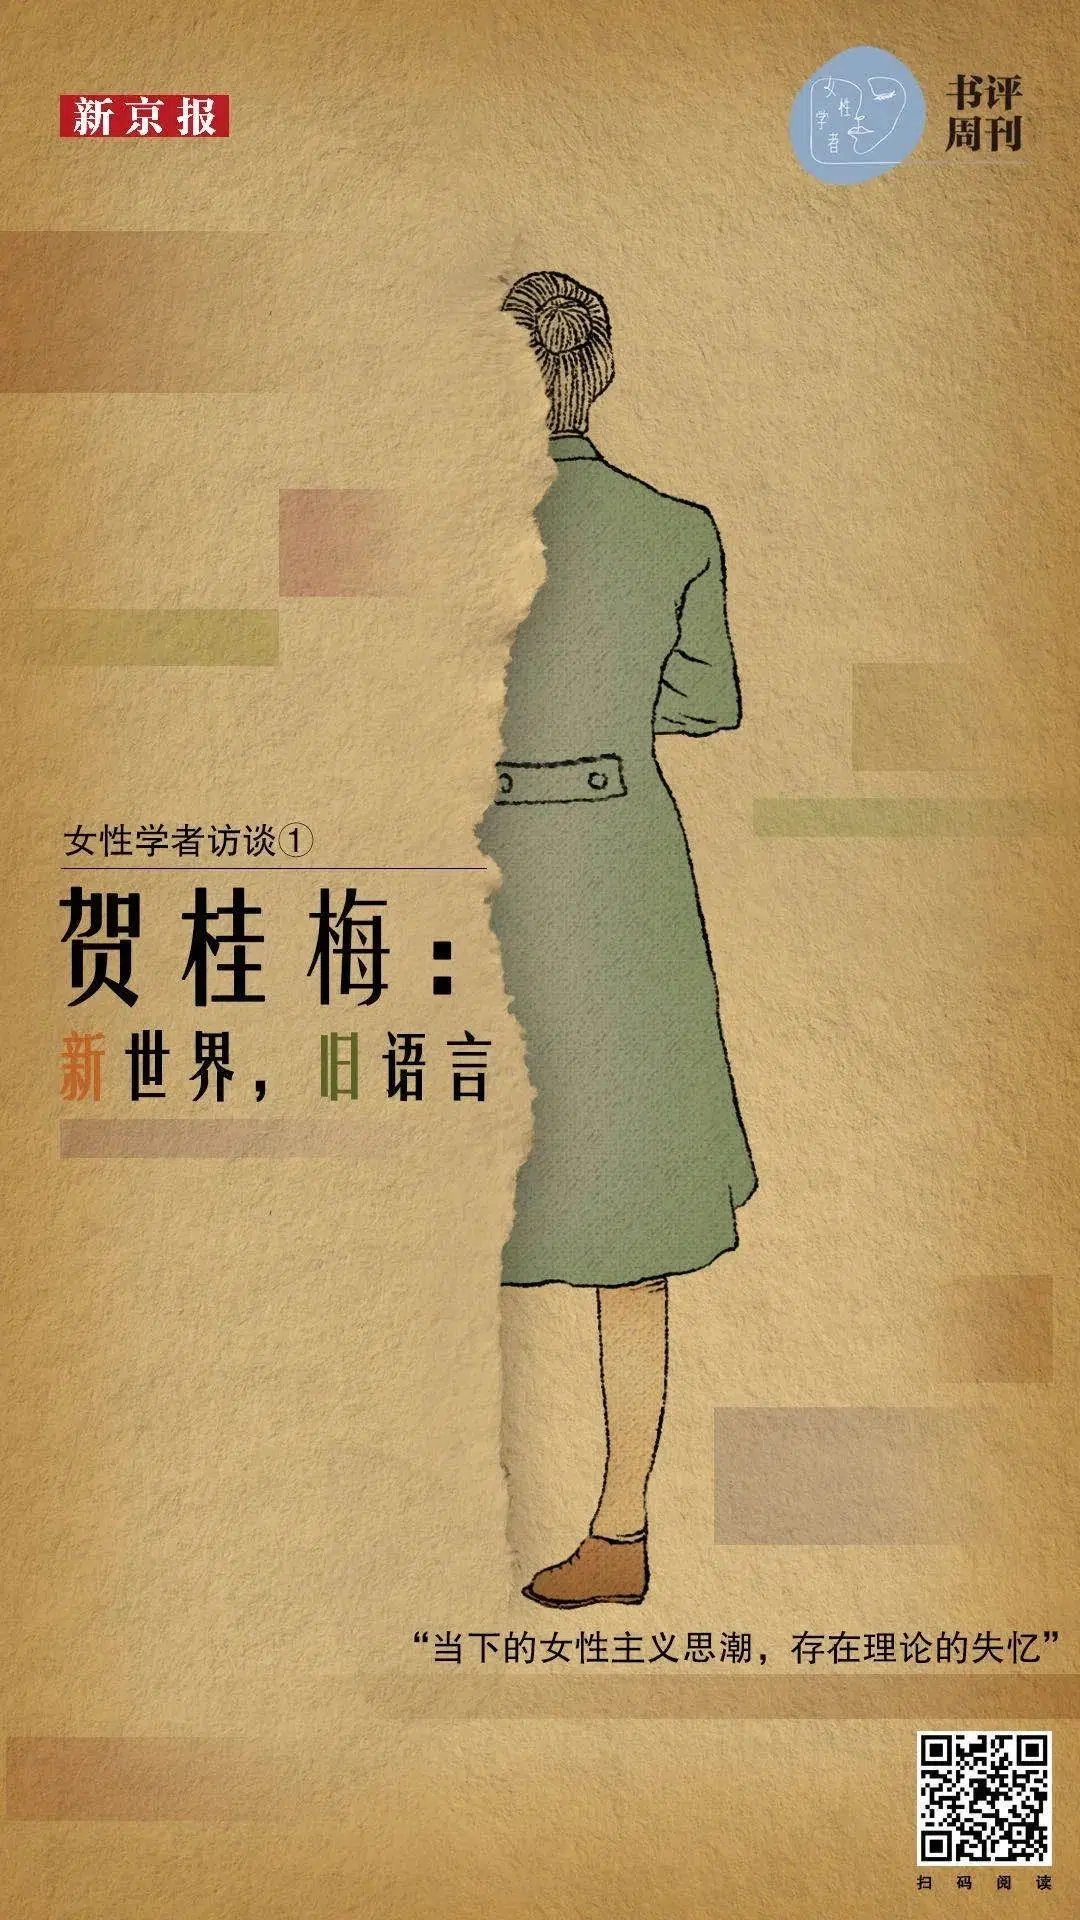 新京报
女性
学者
书评
周刊
女性学者访谈①
贺桂梅：
新世界，旧语言
“当下的女性主义思潮，存在理论的失忆”
扫码阅读